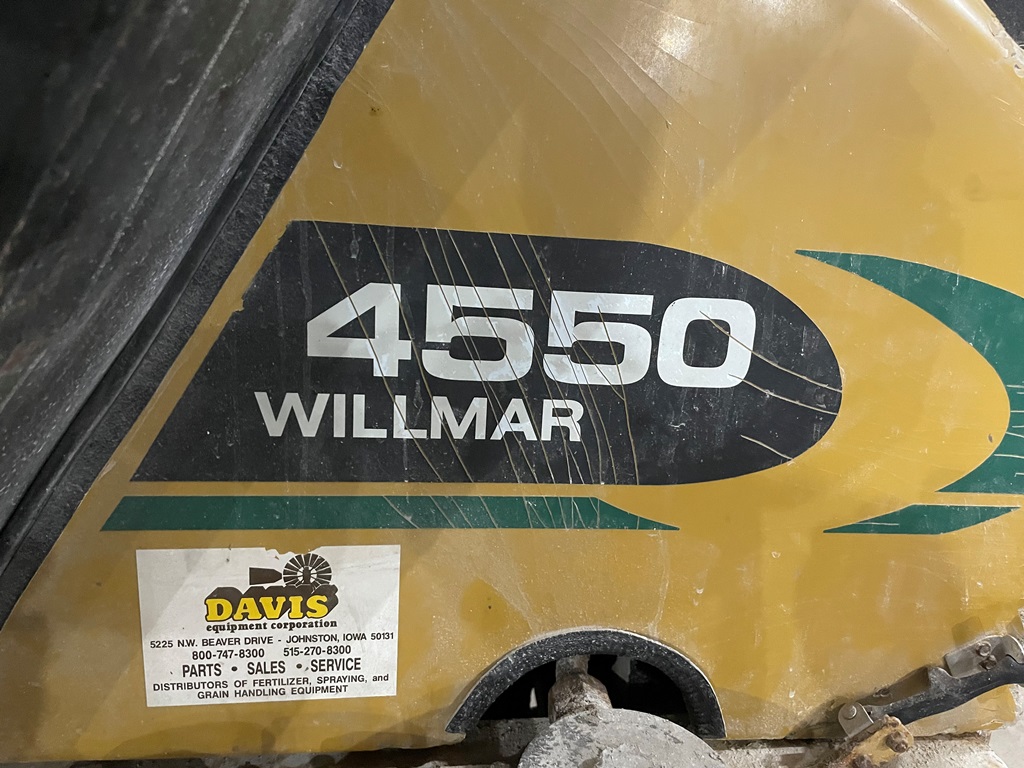 4550
WILLMAR
DAVIS
equipment corporation
5225 N.W. BEAVER DRIVE - JOHNSTON, IOWA 50131
800-747-8300 515-270-8300
PARTS • SALES • SERVICE
DISTRIBUTORS OF FERTILIZER, SPRAYING, and
GRAIN HANDLING EQUIPMENT